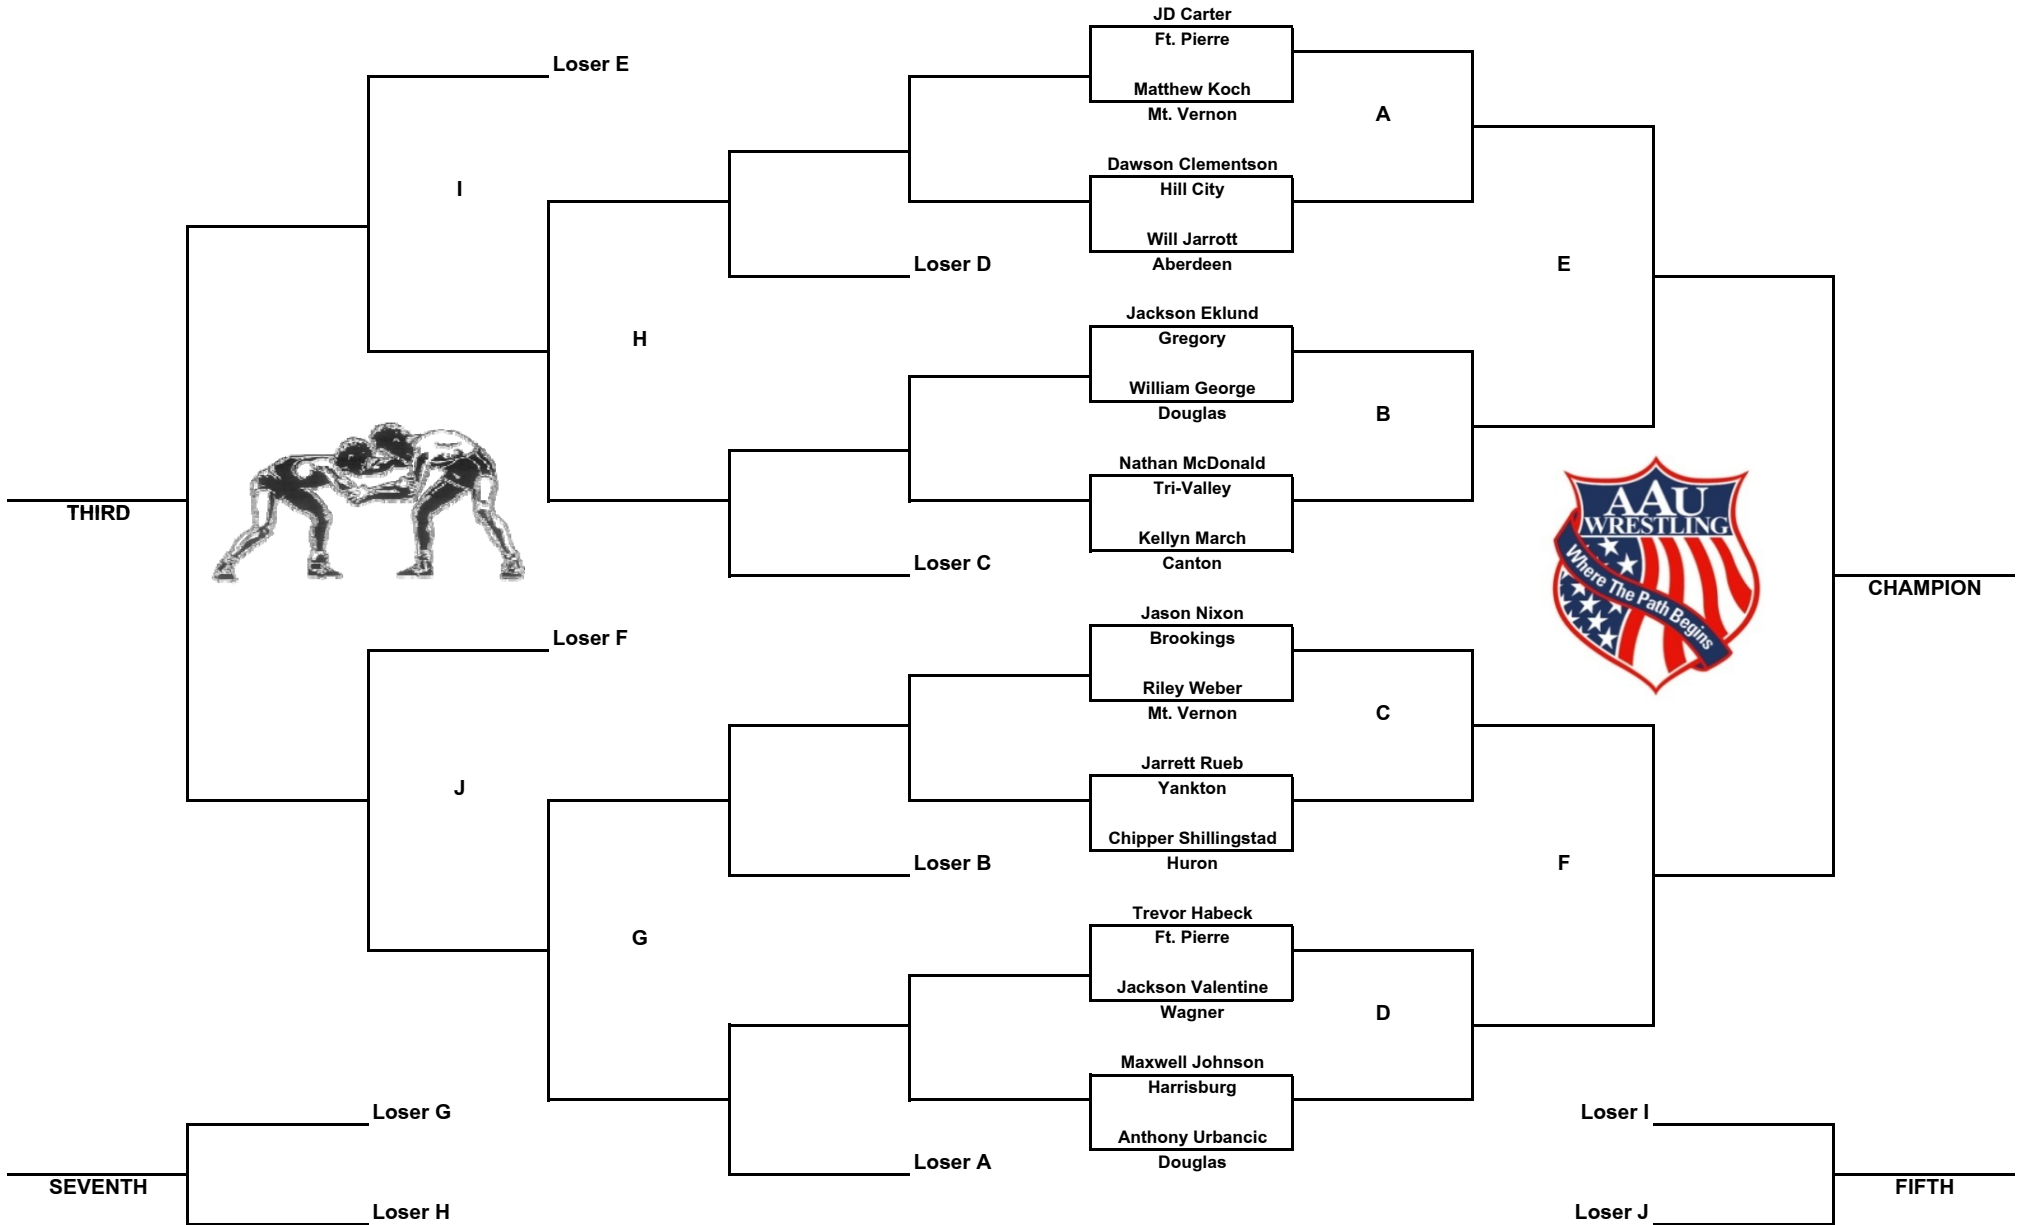 JD Carter
Ft. Pierre
Loser E
Matthew Koch
Mt. Vernon
A
Dawson Clementson
Hill City
I
Will Jarrott
Aberdeen
Loser D
E
Jackson Eklund
Gregory
H
William George
Douglas
B
Nathan McDonald
Tri-Valley
THIRD
Kellyn March
Canton
Loser C
AAU
WRESTLING
Where The Path Begins
CHAMPION
Jason Nixon
Brookings
Loser F
Riley Weber
Mt. Vernon
C
Jarrett Rueb
Yankton
J
Chipper Shillingstad
Huron
Loser B
F
Trevor Habeck
Ft. Pierre
G
Jackson Valentine
Wagner
D
Maxwell Johnson
Harrisburg
Loser G
Loser I
Anthony Urbancic
Douglas
Loser A
SEVENTH
FIFTH
Loser H
Loser J